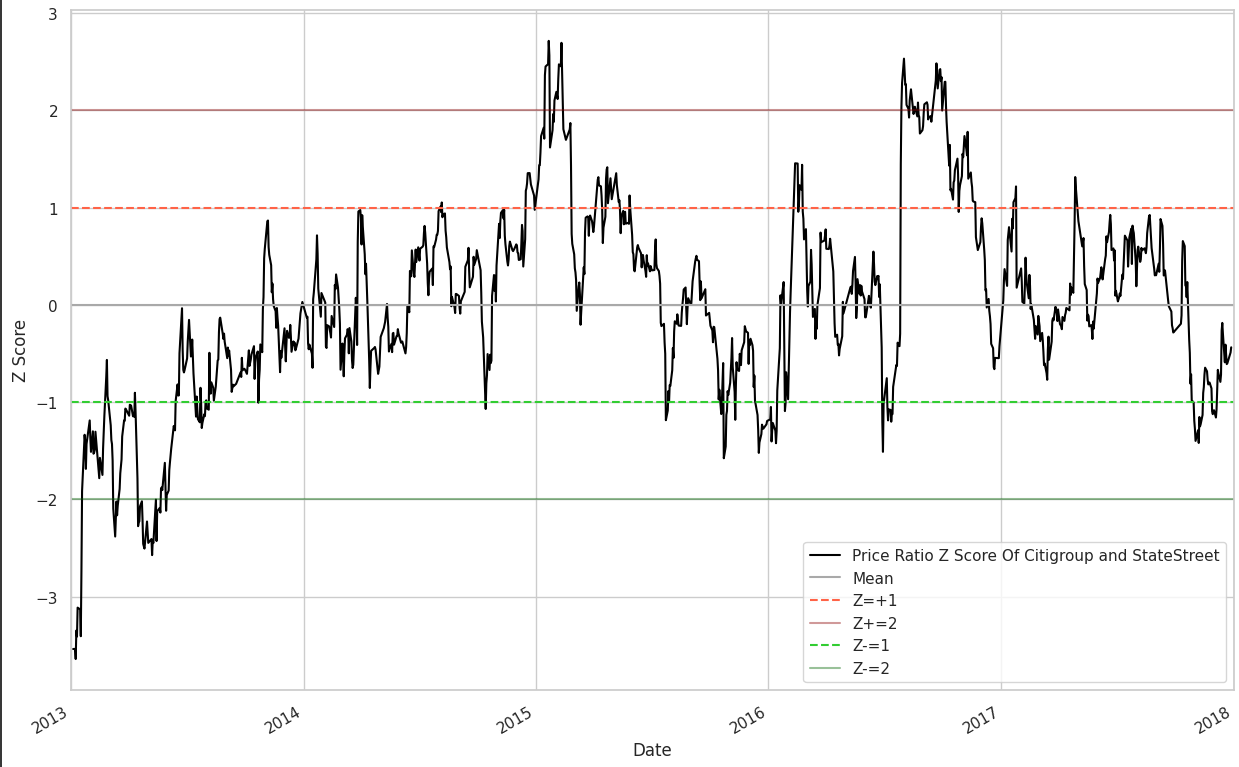 3
2
1
0
−1
−2
−3
Z Score
2013
2014
2015
2016
2017
2018
Date
Price Ratio Z Score Of Citigroup and StateStreet
Mean
Z=+1
Z+=2
Z-=1
Z-=2